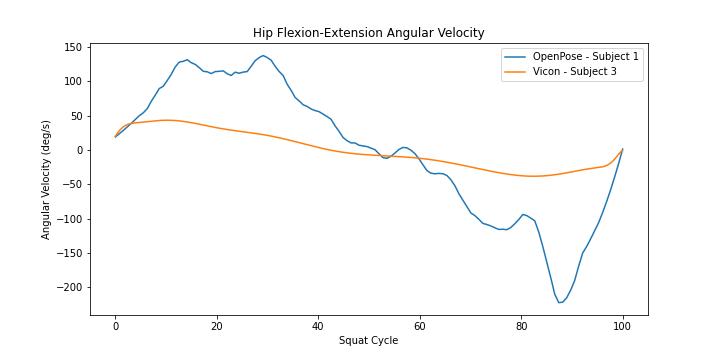 Hip Flexion-Extension Angular Velocity
OpenPose - Subject 1
Vicon - Subject 3
Angular Velocity (deg/s)
150
100
50
0
−50
−100
−150
−200
0 20 40 60 80 100
Squat Cycle